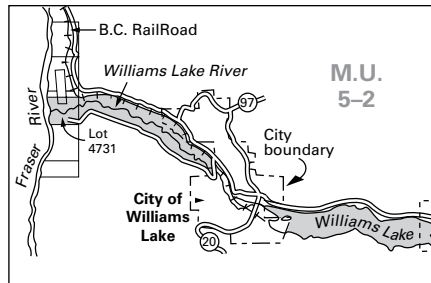 B.C. RailRoad
Williams Lake River
M.U.
5–2
97
River
Fraser
Lot
4731
City
boundary
City of
Williams
Lake
Williams Lake
20